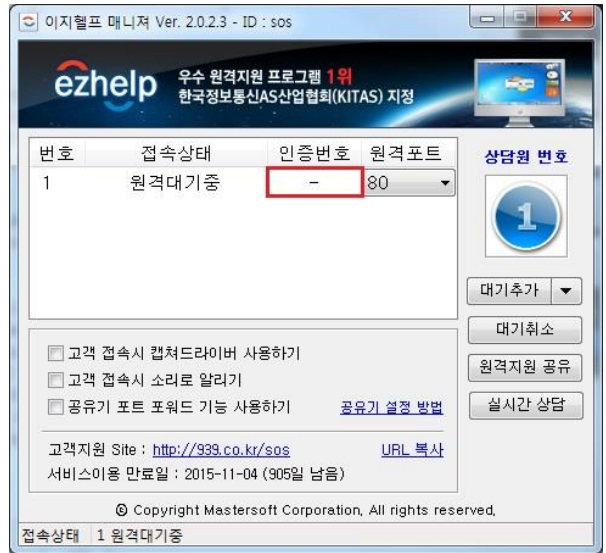 이지헬프 매니져 Ver. 2.0.2.3 - ID : sos
ezhelp
우수 원격지원 프로그램 1위
한국정보통신AS산업협회(KITAS) 지정
번호 접속상태 인증번호 원격포트
1 원격대기중 – 80
상담원 번호
1
대기추가
대기취소
원격지원 공유
실시간 상담
고객 접속시 캡쳐드라이버 사용하기
고객 접속시 소리로 알리기
공유기 포트 포워드 기능 사용하기 공유기 설정 방법
고객지원 Site : http://939.co.kr/sos URL 복사
서비스이용 만료일 : 2015-11-04 (905일 남음)
© Copyright Mastersoft Corporation, All rights reserved,
접속상태 1 원격대기중